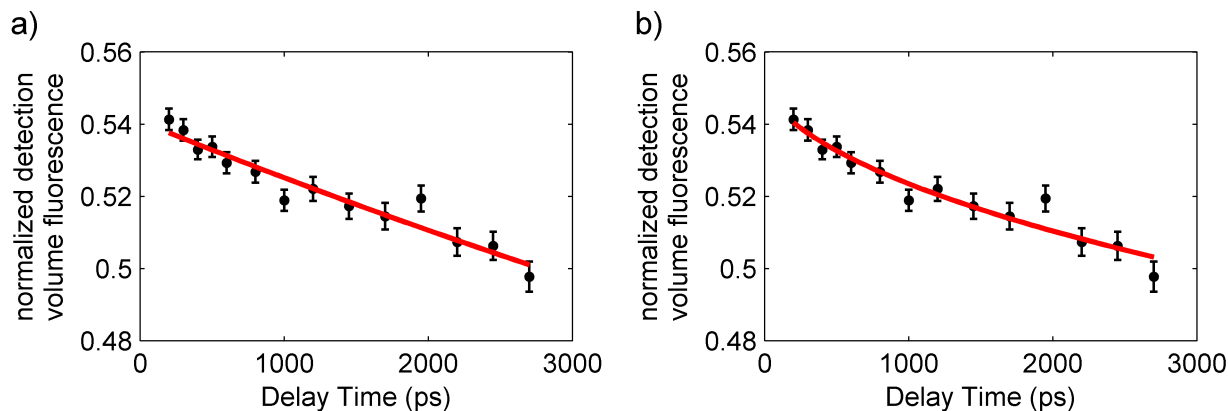 a)
0.56
0.54
0.52
0.5
0.48
normalized detection
volume fluorescence
0
1000
2000
3000
Delay Time (ps)
b)
0.56
0.54
0.52
0.5
0.48
normalized detection
volume fluorescence
0
1000
2000
3000
Delay Time (ps)